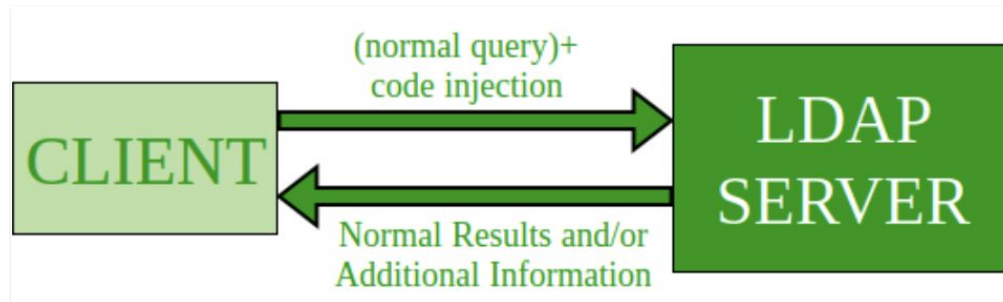 (normal query)+
code injection
CLIENT
LDAP
SERVER
Normal Results and/or
Additional Information